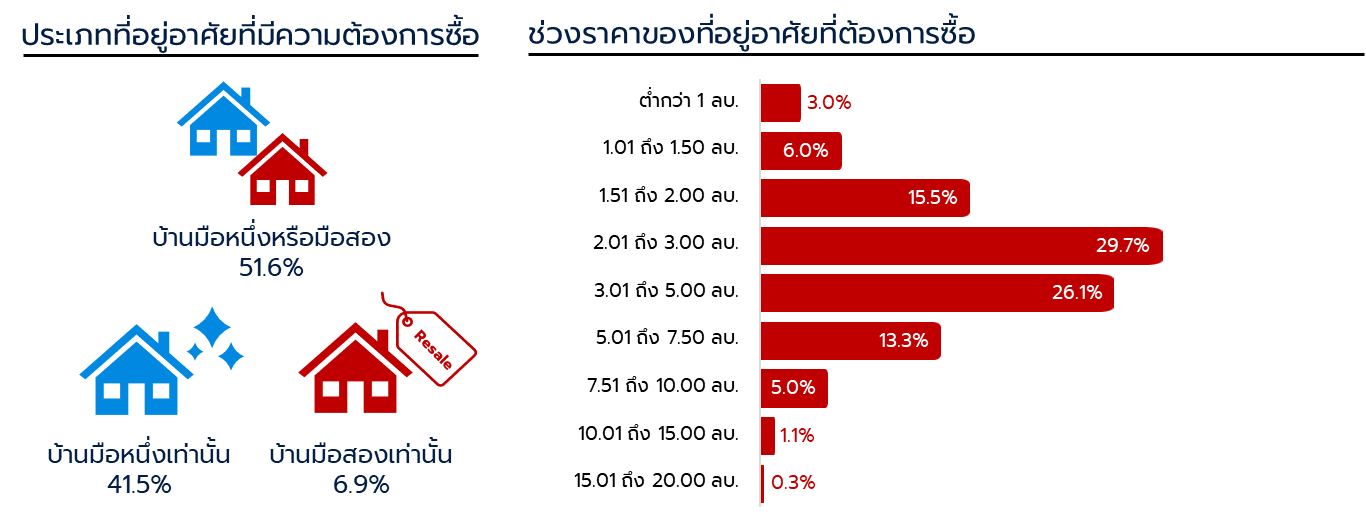 ประเภทที่อยู่อาศัยที่มีความต้องการซื้อ
บ้านมือหนึ่งหรือมือสอง
51.6%
Resale
บ้านมือหนึ่งเท่านั้น
41.5%
บ้านมือสองเท่านั้น
6.9%
ช่วงราคาของที่อยู่อาศัยที่ต้องการซื้อ
ต่ำกว่า 1 ลบ. 3.0%
1.01 ถึง 1.50 ลบ. 6.0%
1.51 ถึง 2.00 ลบ. 15.5%
2.01 ถึง 3.00 ลบ. 29.7%
3.01 ถึง 5.00 ลบ. 26.1%
5.01 ถึง 7.50 ลบ. 13.3%
7.51 ถึง 10.00 ลบ. 5.0%
10.01 ถึง 15.00 ลบ. 1.1%
15.01 ถึง 20.00 ลบ. 0.3%